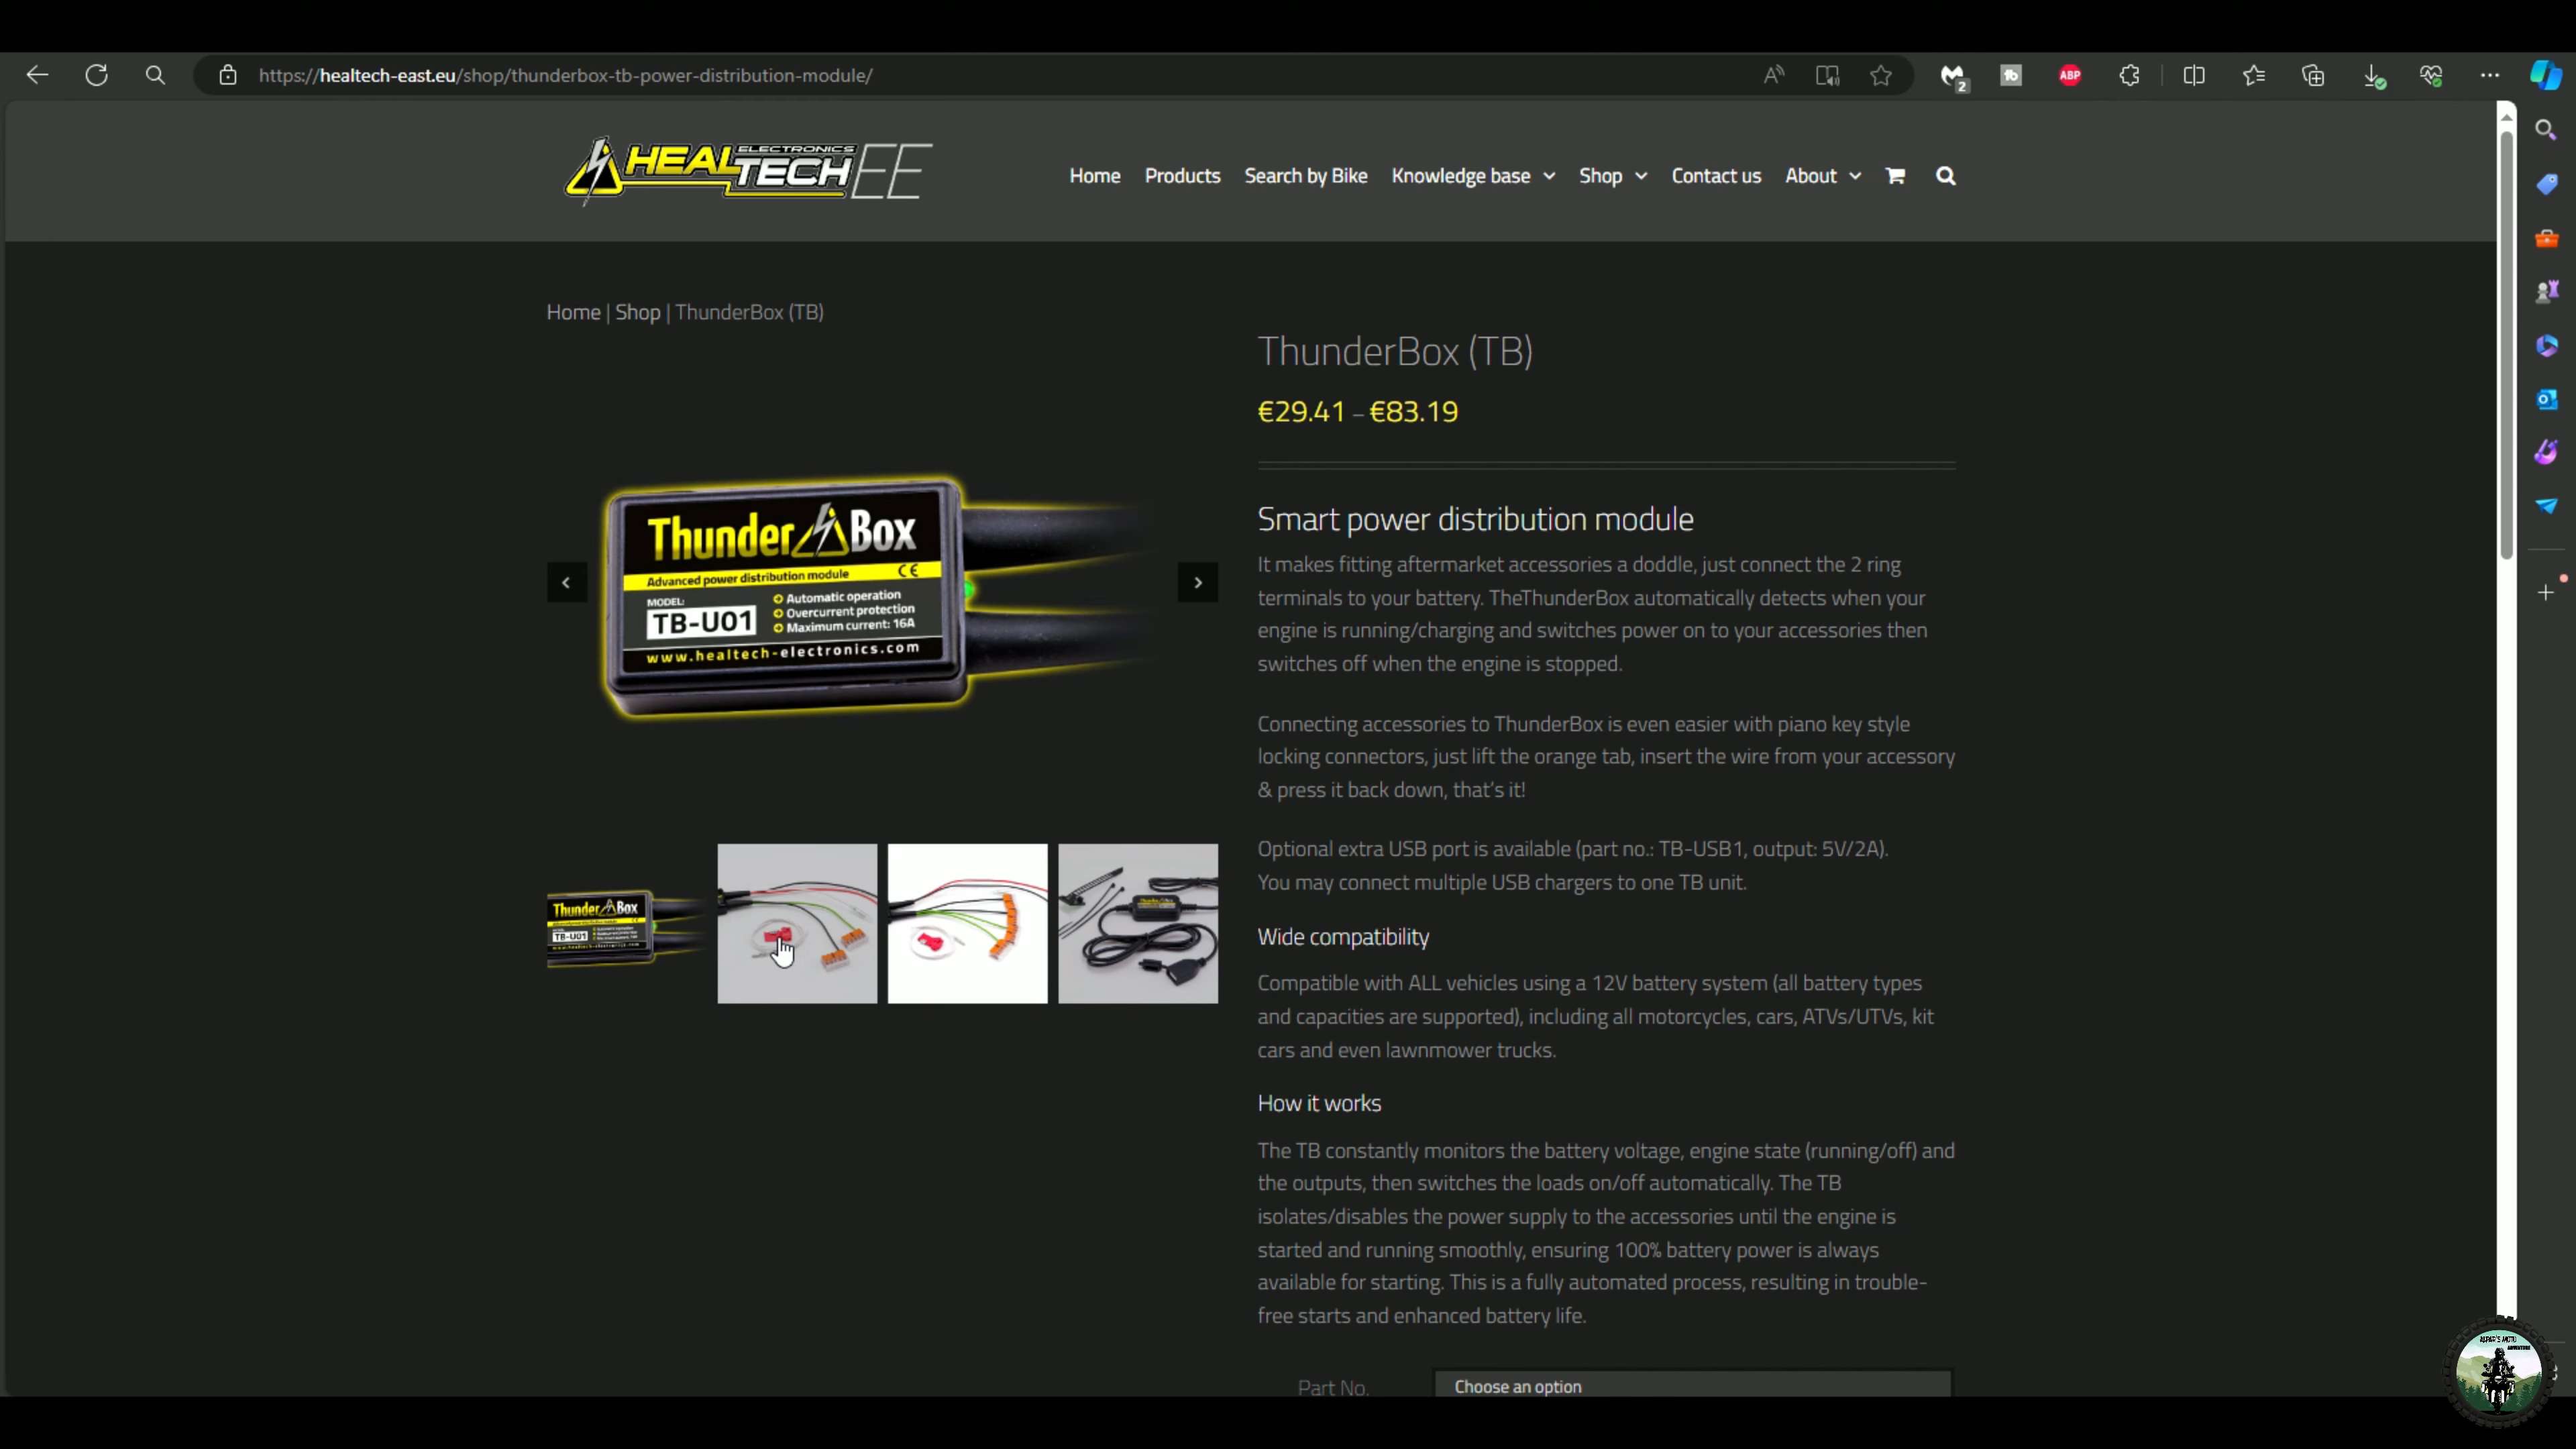 https://healtech-east.eu/shop/thunderbox-tb-power-distribution-module/
2
ABP
HEALTECH ELECTRONICS EE
Home Products Search by Bike Knowledge base Shop Contact us About
Home | Shop | ThunderBox (TB)
ThunderBox (TB)
€29.41 – €83.19
Thunder Box
Advanced power distribution module CE
MODEL:
TB-U01
Automatic operation
Overcurrent protection
Maximum current: 16A
www.healtech-electronics.com
Thunder Box
TB-U01
Smart power distribution module
It makes fitting aftermarket accessories a doddle, just connect the 2 ring
terminals to your battery. TheThunderBox automatically detects when your
engine is running/charging and switches power on to your accessories then
switches off when the engine is stopped.
Connecting accessories to ThunderBox is even easier with piano key style
locking connectors, just lift the orange tab, insert the wire from your accessory
& press it back down, that's it!
Optional extra USB port is available (part no.: TB-USB1, output: 5V/2A).
You may connect multiple USB chargers to one TB unit.
Wide compatibility
Compatible with ALL vehicles using a 12V battery system (all battery types
and capacities are supported), including all motorcycles, cars, ATVs/UTVs, kit
cars and even lawnmower trucks.
How it works
The TB constantly monitors the battery voltage, engine state (running/off) and
the outputs, then switches the loads on/off automatically. The TB
isolates/disables the power supply to the accessories until the engine is
started and running smoothly, ensuring 100% battery power is always
available for starting. This is a fully automated process, resulting in trouble-
free starts and enhanced battery life.
Part No. Choose an option